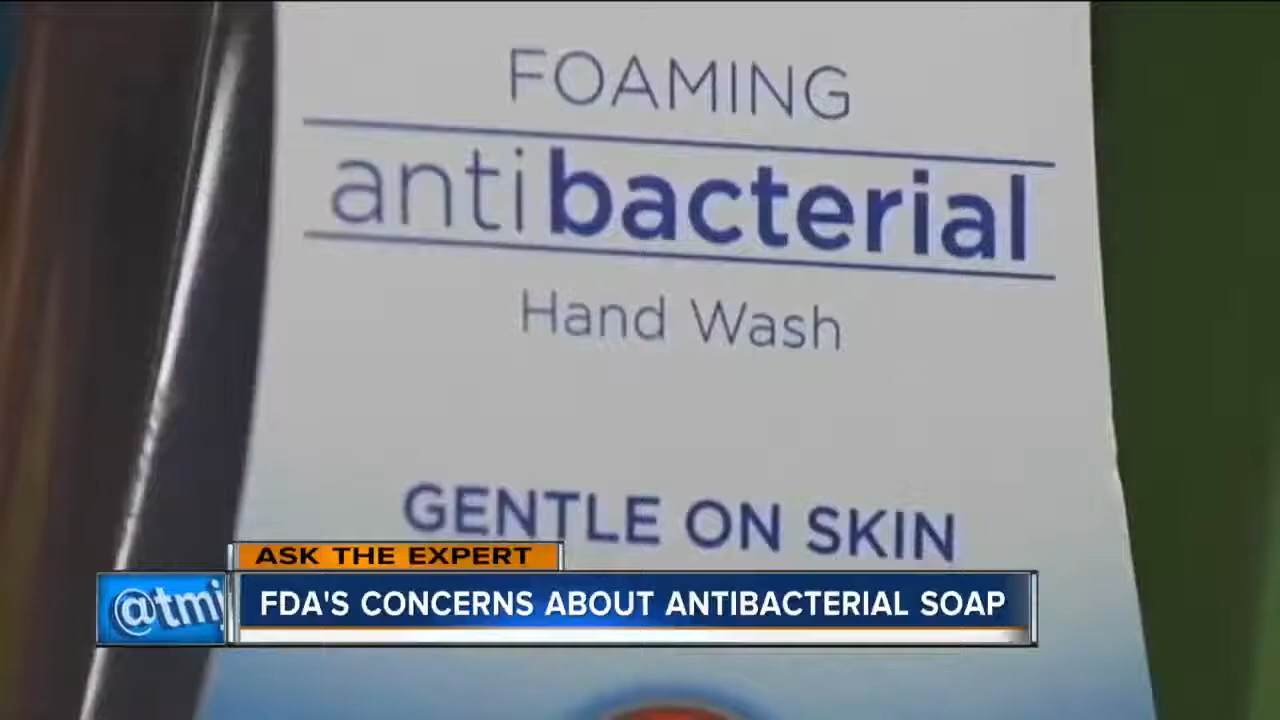 FOAMING
antibacterial
Hand Wash
GENTLE ON SKIN
ASK THE EXPERT
@tmj
FDA'S CONCERNS ABOUT ANTIBACTERIAL SOAP